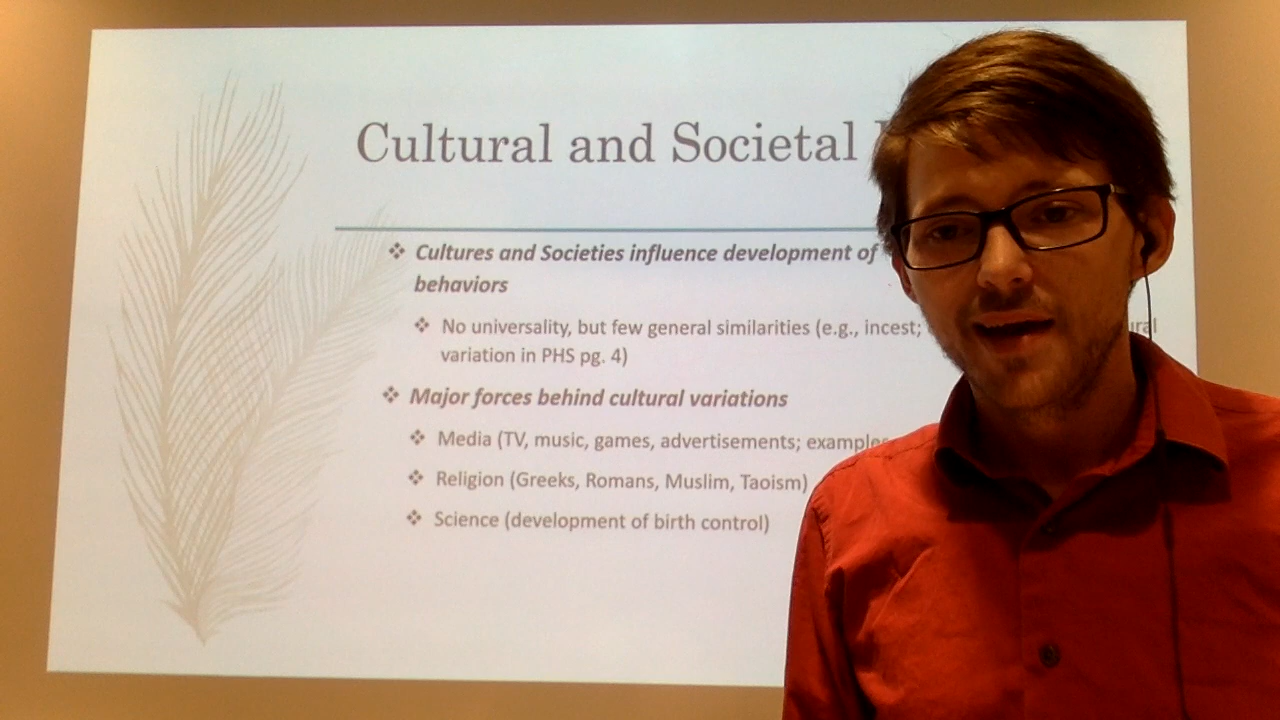 Cultural and Societal
❖ Cultures and Societies influence development of
behaviors
❖ No universality, but few general similarities (e.g., incest;
variation in PHS pg. 4)
❖ Major forces behind cultural variations
❖ Media (TV, music, games, advertisements; examples
❖ Religion (Greeks, Romans, Muslim, Taoism)
❖ Science (development of birth control)